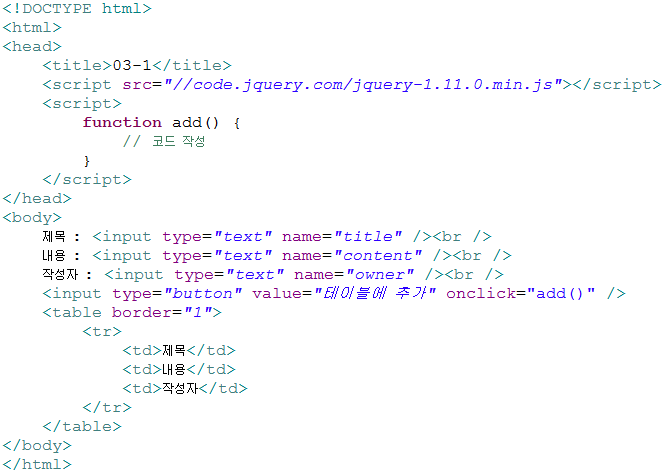 <!DOCTYPE html>
<html>
<head>
    <title>03-1</title>
    <script src="//code.jquery.com/jquery-1.11.0.min.js"></script>
    <script>
        function add() {
            // 코드 작성
        }
    </script>
</head>
<body>
    제목 : <input type="text" name="title" /><br />
    내용 : <input type="text" name="content" /><br />
    작성자 : <input type="text" name="owner" /><br />
    <input type="button" value="테이블에 추가" onclick="add()" />
    <table border="1">
        <tr>
            <td>제목</td>
            <td>내용</td>
            <td>작성자</td>
        </tr>
    </table>
</body>
</html>